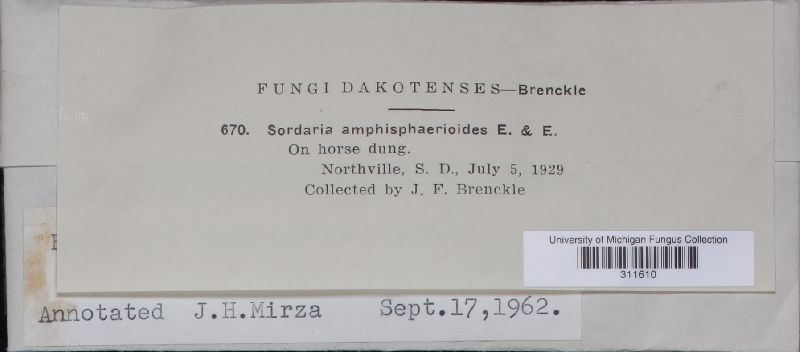 FUNGI DAKOTENSES—Brenckle
670. Sordaria amphisphaerioides E. & E.
On horse dung.
Northville, S. D., July 5, 1929
Collected by J. F. Brenckle
University of Michigan Fungus Collection
311610
Annotated J.H.Mirza Sept.17,1962.